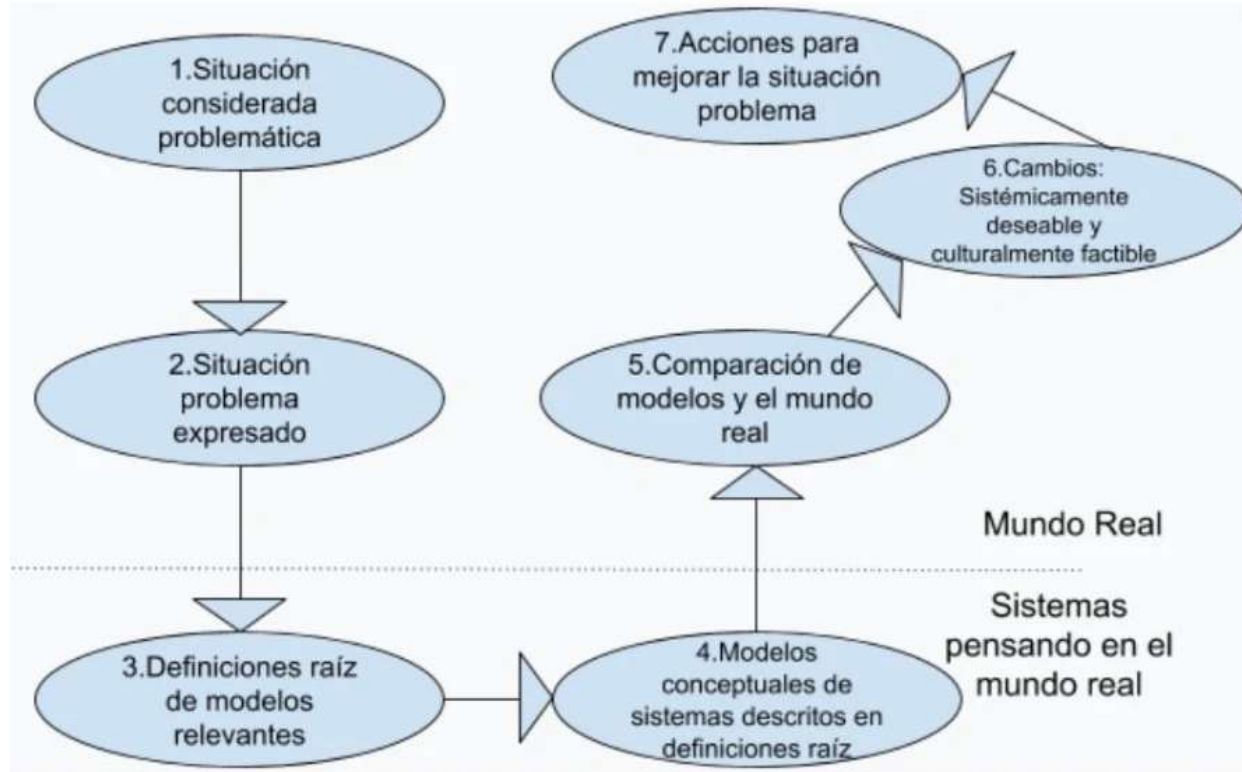 1.Situación
considerada
problemática
2.Situación
problema
expresado
3.Definiciones raíz
de modelos
relevantes
4.Modelos
conceptuales de
sistemas descritos en
definiciones raíz
5.Comparación de
modelos y el mundo
real
6.Cambios:
Sistémicamente
deseable y
culturalmente factible
7.Acciones para
mejorar la situación
problema
Mundo Real
Sistemas
pensando en el
mundo real